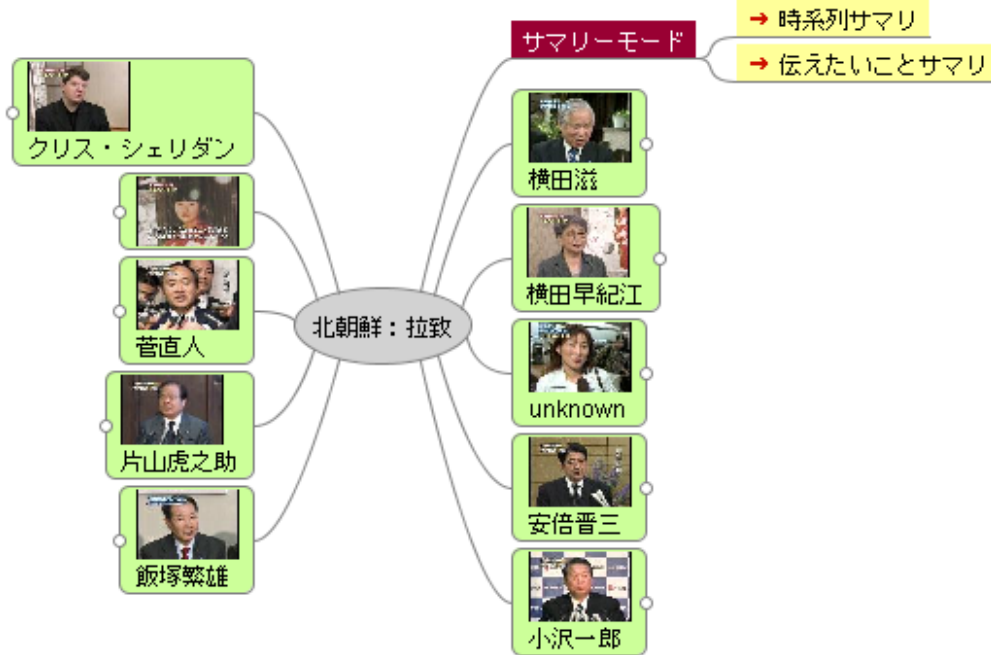 サマリーモード
→ 時系列サマリ
→ 伝えたいことサマリ
クリス・シェリダン
菅直人
片山虎之助
飯塚繁雄
北朝鮮：拉致
横田滋
横田早紀江
unknown
安倍晋三
小沢一郎